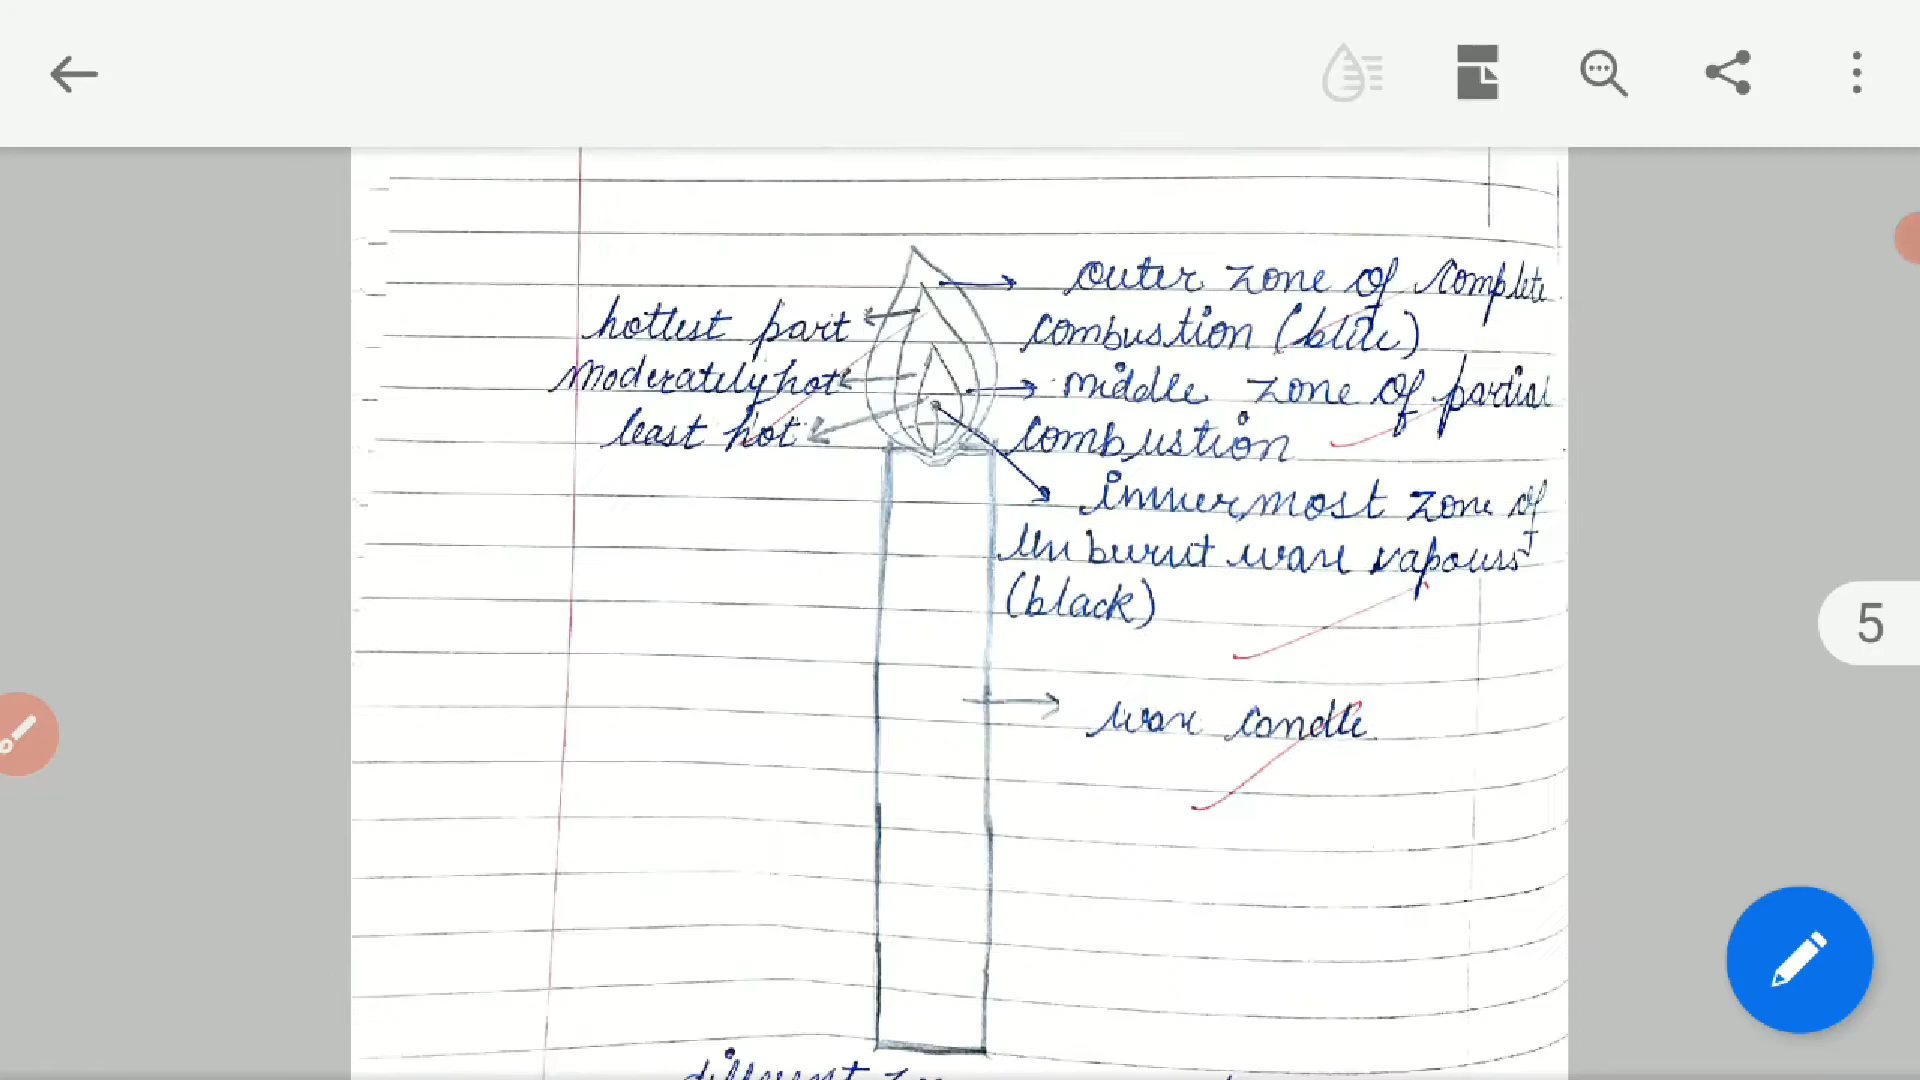 outer zone of complete
hottest part
combustion (blue)
moderately hot
middle zone of partial
least hot
combustion
innermost zone of
unburnt wax vapours
(black)
5
wax candle
different